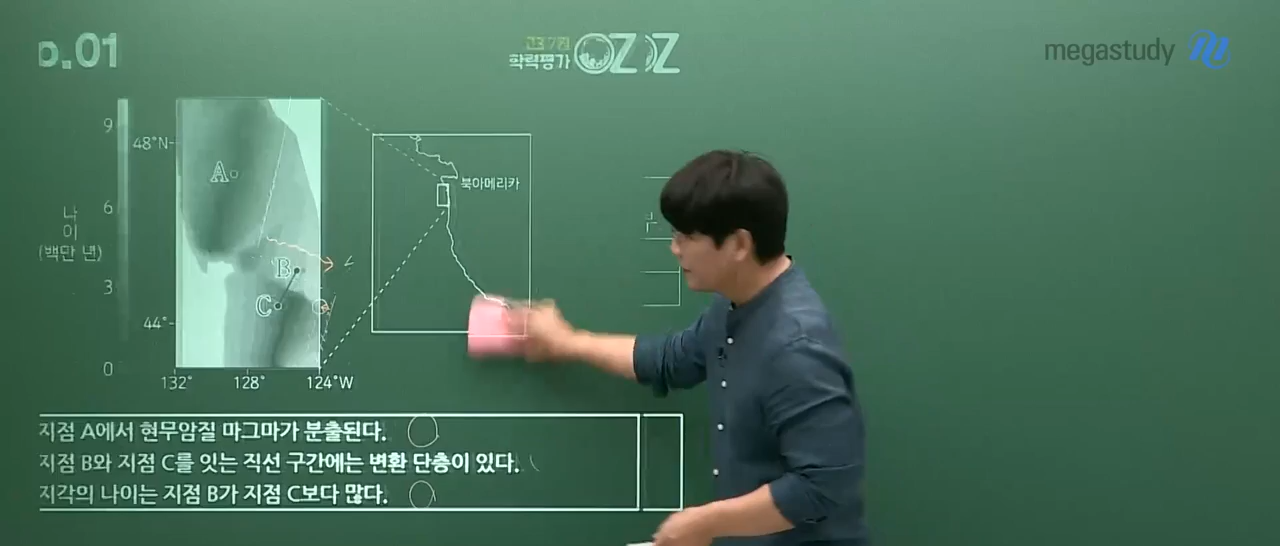 p.01
고3 7월
학력평가 OZ
megastudy
9
48°N
A
북아메리카
6
나
이
(백만 년)
B
3
C
44°
0
132° 128° 124°W
지점 A에서 현무암질 마그마가 분출된다.
지점 B와 지점 C를 잇는 직선 구간에는 변환 단층이 있다.
지각의 나이는 지점 B가 지점 C보다 많다.